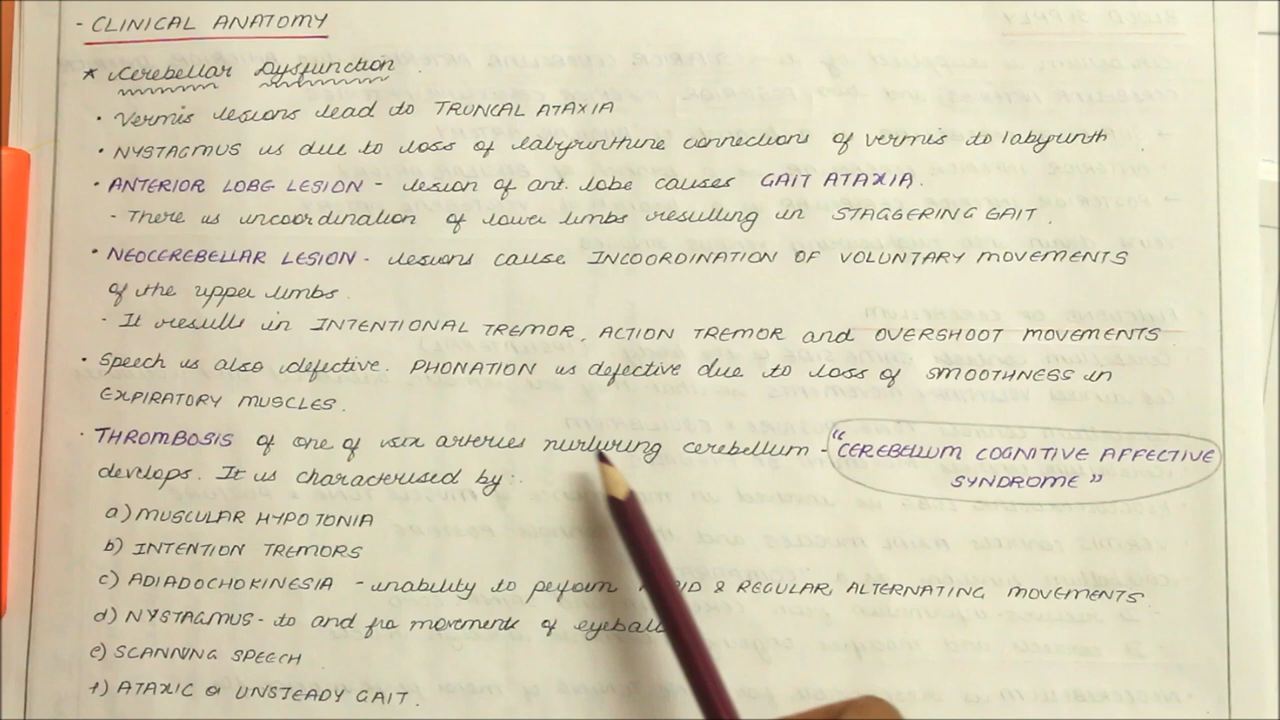 - CLINICAL ANATOMY
* Cerebellar Dysfunction.
• Vermis lesions lead to TRUNCAL ATAXIA
• NYSTAGMUS is due to loss of labyrinthine connections of vermis to labyrinth.
• ANTERIOR LOBE LESION - lesion of ant. lobe causes GAIT ATAXIA.
- There is uncoordination of lower limbs resulting in STAGGERING GAIT.
• NEOCEREBELLAR LESION - lesions cause INCOORDINATION OF VOLUNTARY MOVEMENTS
of the upper limbs.
- It results in INTENTIONAL TREMOR, ACTION TREMOR and OVERSHOOT MOVEMENTS.
• Speech is also defective. PHONATION is defective due to loss of SMOOTHNESS in
EXPIRATORY MUSCLES.
• THROMBOSIS of one of six arteries nurturing cerebellum - "CEREBELLUM COGNITIVE AFFECTIVE
SYNDROME"
develops. It is characterised by:.
a) MUSCULAR HYPOTONIA
b) INTENTION TREMORS
c) ADIADOCHOKINESIA - inability to perform & REGULAR, ALTERNATING MOVEMENTS
d) NYSTAGMUS - to and fro movements of
e) SCANNING SPEECH
f) ATAXIC or UNSTEADY GAIT.